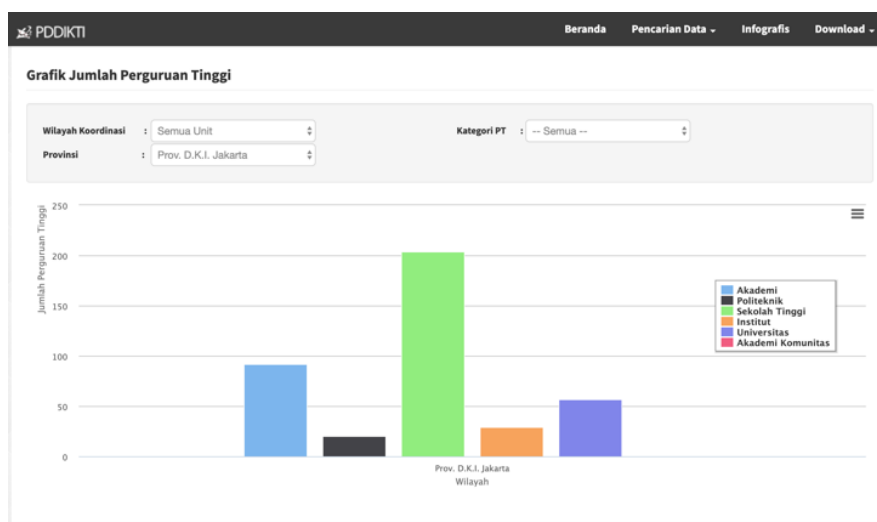 PDDIKTI
Beranda Pencarian Data Infografis Download
Grafik Jumlah Perguruan Tinggi
Wilayah Koordinasi : Semua Unit Kategori PT : -- Semua --
Provinsi : Prov. D.K.I. Jakarta
Jumlah Perguruan Tinggi
250
200
150
100
50
0
Akademi
Politeknik
Sekolah Tinggi
Institut
Universitas
Akademi Komunitas
Prov. D.K.I. Jakarta
Wilayah